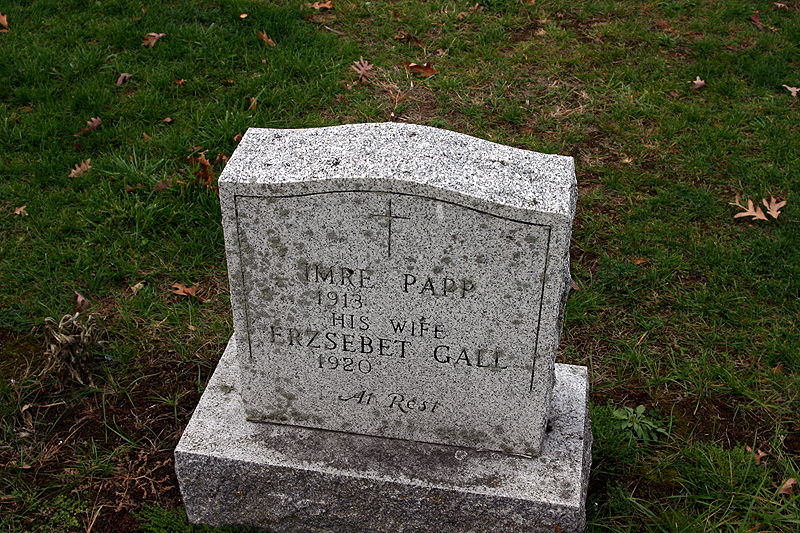 IMRE PAPP
1913
HIS WIFE
ERZSEBET GALL
1920
At Rest